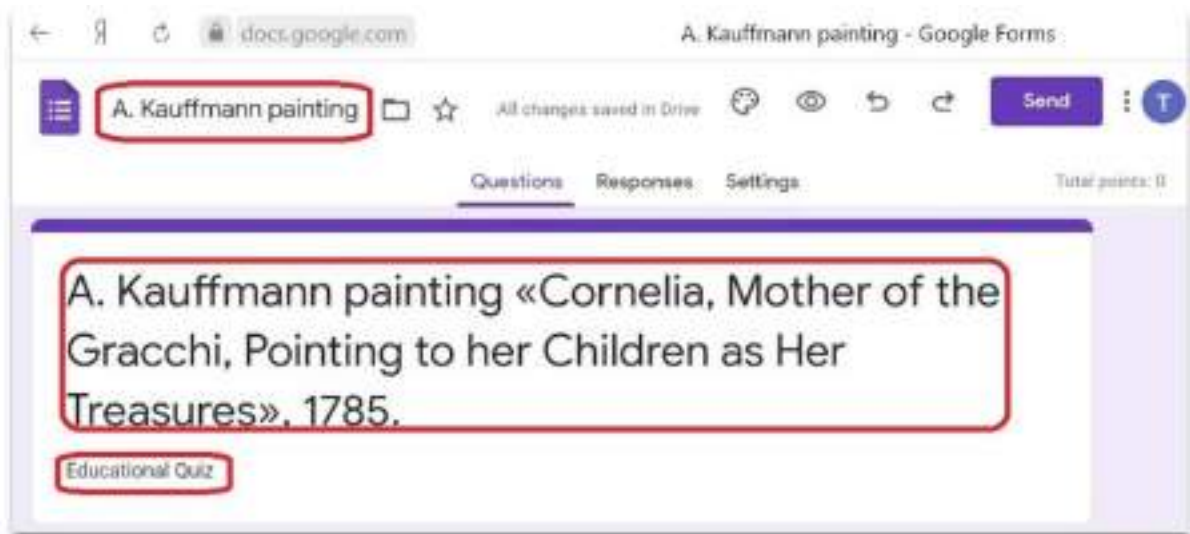 Я docs.google.com A. Kauffmann painting - Google Forms
A. Kauffmann painting All changes saved in Drive Send T
Questions Responses Settings Total points: 0
A. Kauffmann painting «Cornelia, Mother of the
Gracchi, Pointing to her Children as Her
Treasures», 1785.
Educational Quiz